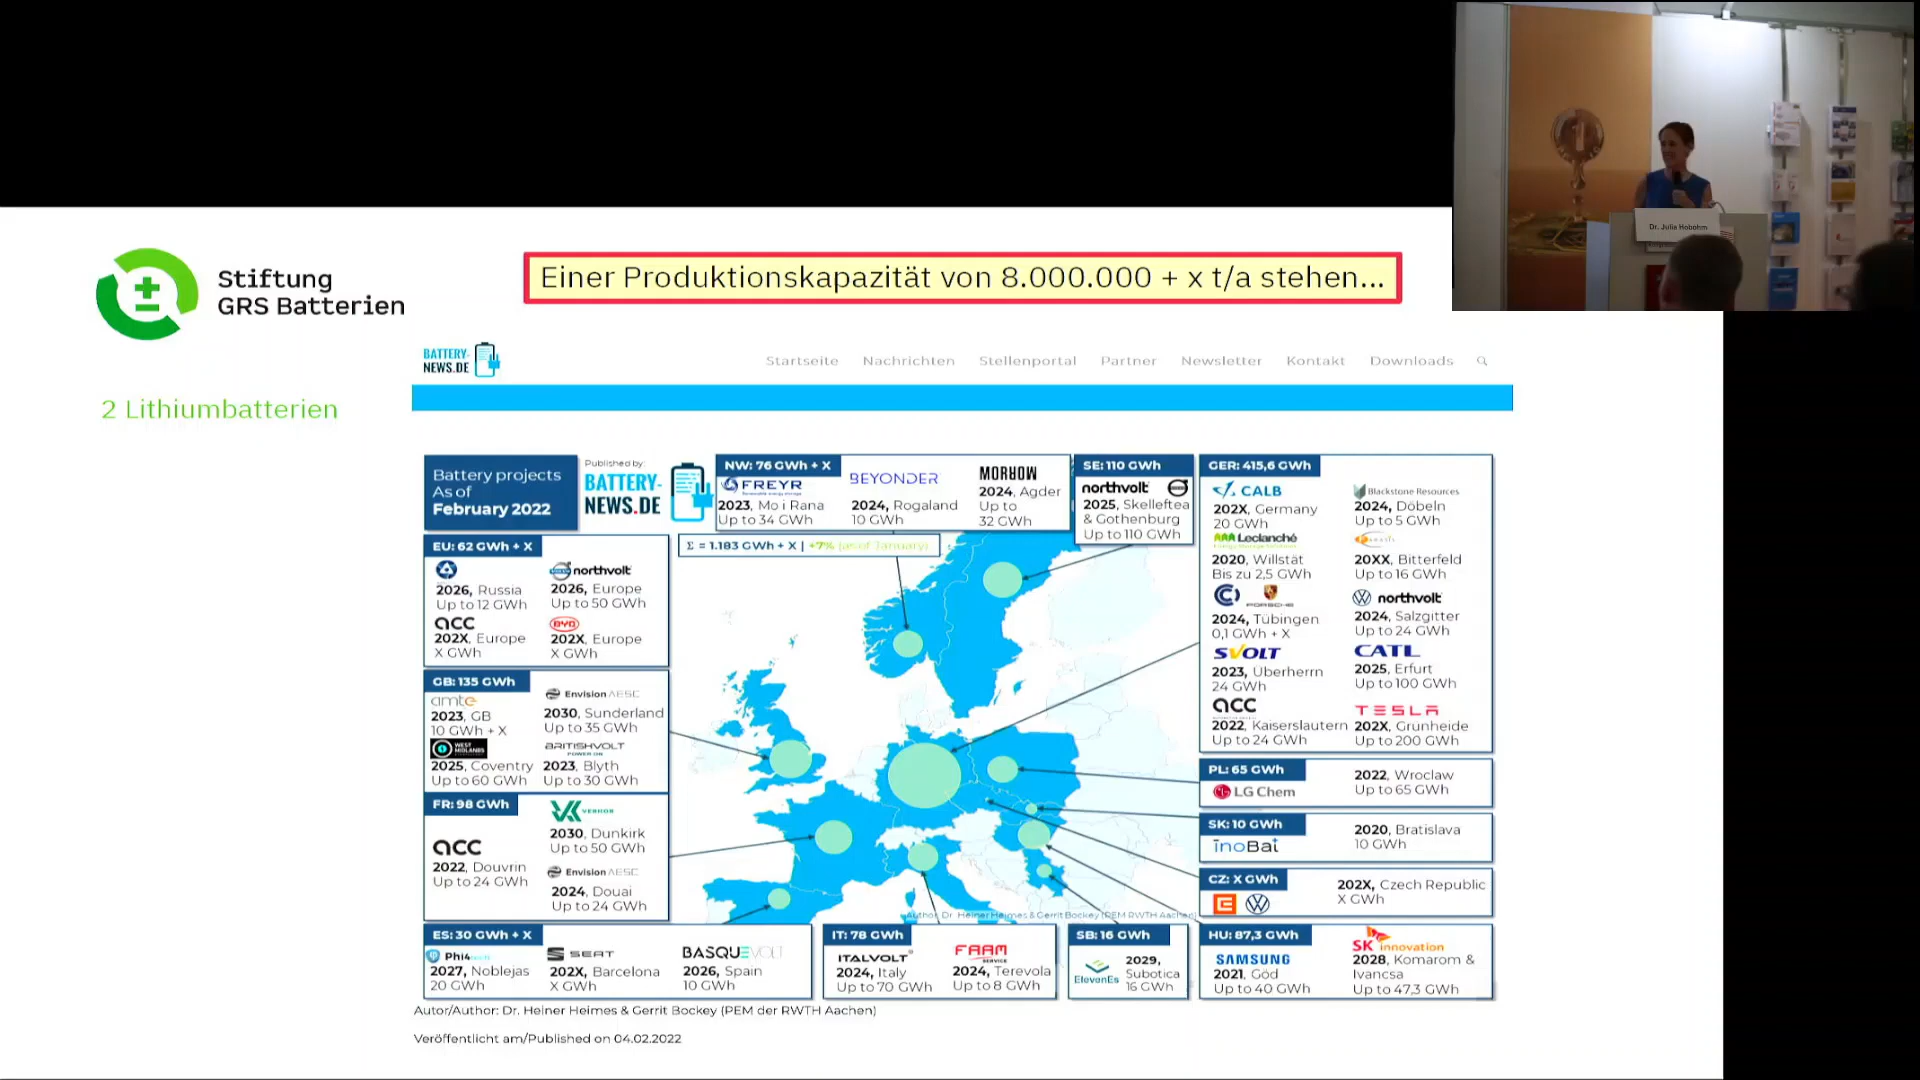 Dr. Julia Hobohm
Stiftung
GRS Batterien
Einer Produktionskapazität von 8.000.000 + x t/a stehen...
2 Lithiumbatterien
BATTERY-
NEWS.DE
Startseite Nachrichten Stellenportal Partner Newsletter Kontakt Downloads
Battery projects
As of
February 2022
Published by:
BATTERY-
NEWS.DE
Σ = 1.183 GWh + X | +7% (as of January)
NW: 76 GWh + X
FREYR
2023, Mo i Rana
Up to 34 GWh
BEYONDER
2024, Rogaland
10 GWh
MORROW
2024, Agder
Up to
32 GWh
SE: 110 GWh
northvolt
2025, Skelleftea
& Gothenburg
Up to 110 GWh
GER: 415,6 GWh
CALB
202X, Germany
20 GWh
Blackstone Resources
2024, Döbeln
Up to 5 GWh
Leclanché
2020, Willstät
Bis zu 2,5 GWh
20XX, Bitterfeld
Up to 16 GWh
PORSCHE
2024, Tübingen
0,1 GWh + X
northvolt
2024, Salzgitter
Up to 24 GWh
SVOLT
2023, Überherrn
24 GWh
CATL
2025, Erfurt
Up to 100 GWh
acc
2022, Kaiserslautern
Up to 24 GWh
TESLA
202X, Grünheide
Up to 200 GWh
EU: 62 GWh + X
2026, Russia
Up to 12 GWh
northvolt
2026, Europe
Up to 50 GWh
acc
202X, Europe
X GWh
BYD
202X, Europe
X GWh
GB: 135 GWh
amte
2023, GB
10 GWh + X
Envision AESC
2030, Sunderland
Up to 35 GWh
WEST
MIDLANDS
2025, Coventry
Up to 60 GWh
BRITISHVOLT
2023, Blyth
Up to 30 GWh
FR: 98 GWh
acc
2022, Douvrin
Up to 24 GWh
VERKOR
2030, Dunkirk
Up to 50 GWh
Envision AESC
2024, Douai
Up to 24 GWh
PL: 65 GWh
LG Chem
2022, Wroclaw
Up to 65 GWh
SK: 10 GWh
inoBat
2020, Bratislava
10 GWh
CZ: X GWh
202X, Czech Republic
X GWh
Author: Dr. Heiner Heimes & Gerrit Bockey (PEM RWTH Aachen)
ES: 30 GWh + X
Phi4tech
2027, Noblejas
20 GWh
SEAT
202X, Barcelona
X GWh
BASQUEVOLT
2026, Spain
10 GWh
IT: 78 GWh
ITALVOLT
2024, Italy
Up to 70 GWh
FAAM
SERVICE
2024, Terevola
Up to 8 GWh
SB: 16 GWh
ElevenEs
2029,
Subotica
16 GWh
HU: 87,3 GWh
SAMSUNG
2021, Göd
Up to 40 GWh
SK innovation
2028, Komarom &
Ivancsa
Up to 47,3 GWh
Autor/Author: Dr. Heiner Heimes & Gerrit Bockey (PEM der RWTH Aachen)
Veröffentlicht am/Published on 04.02.2022